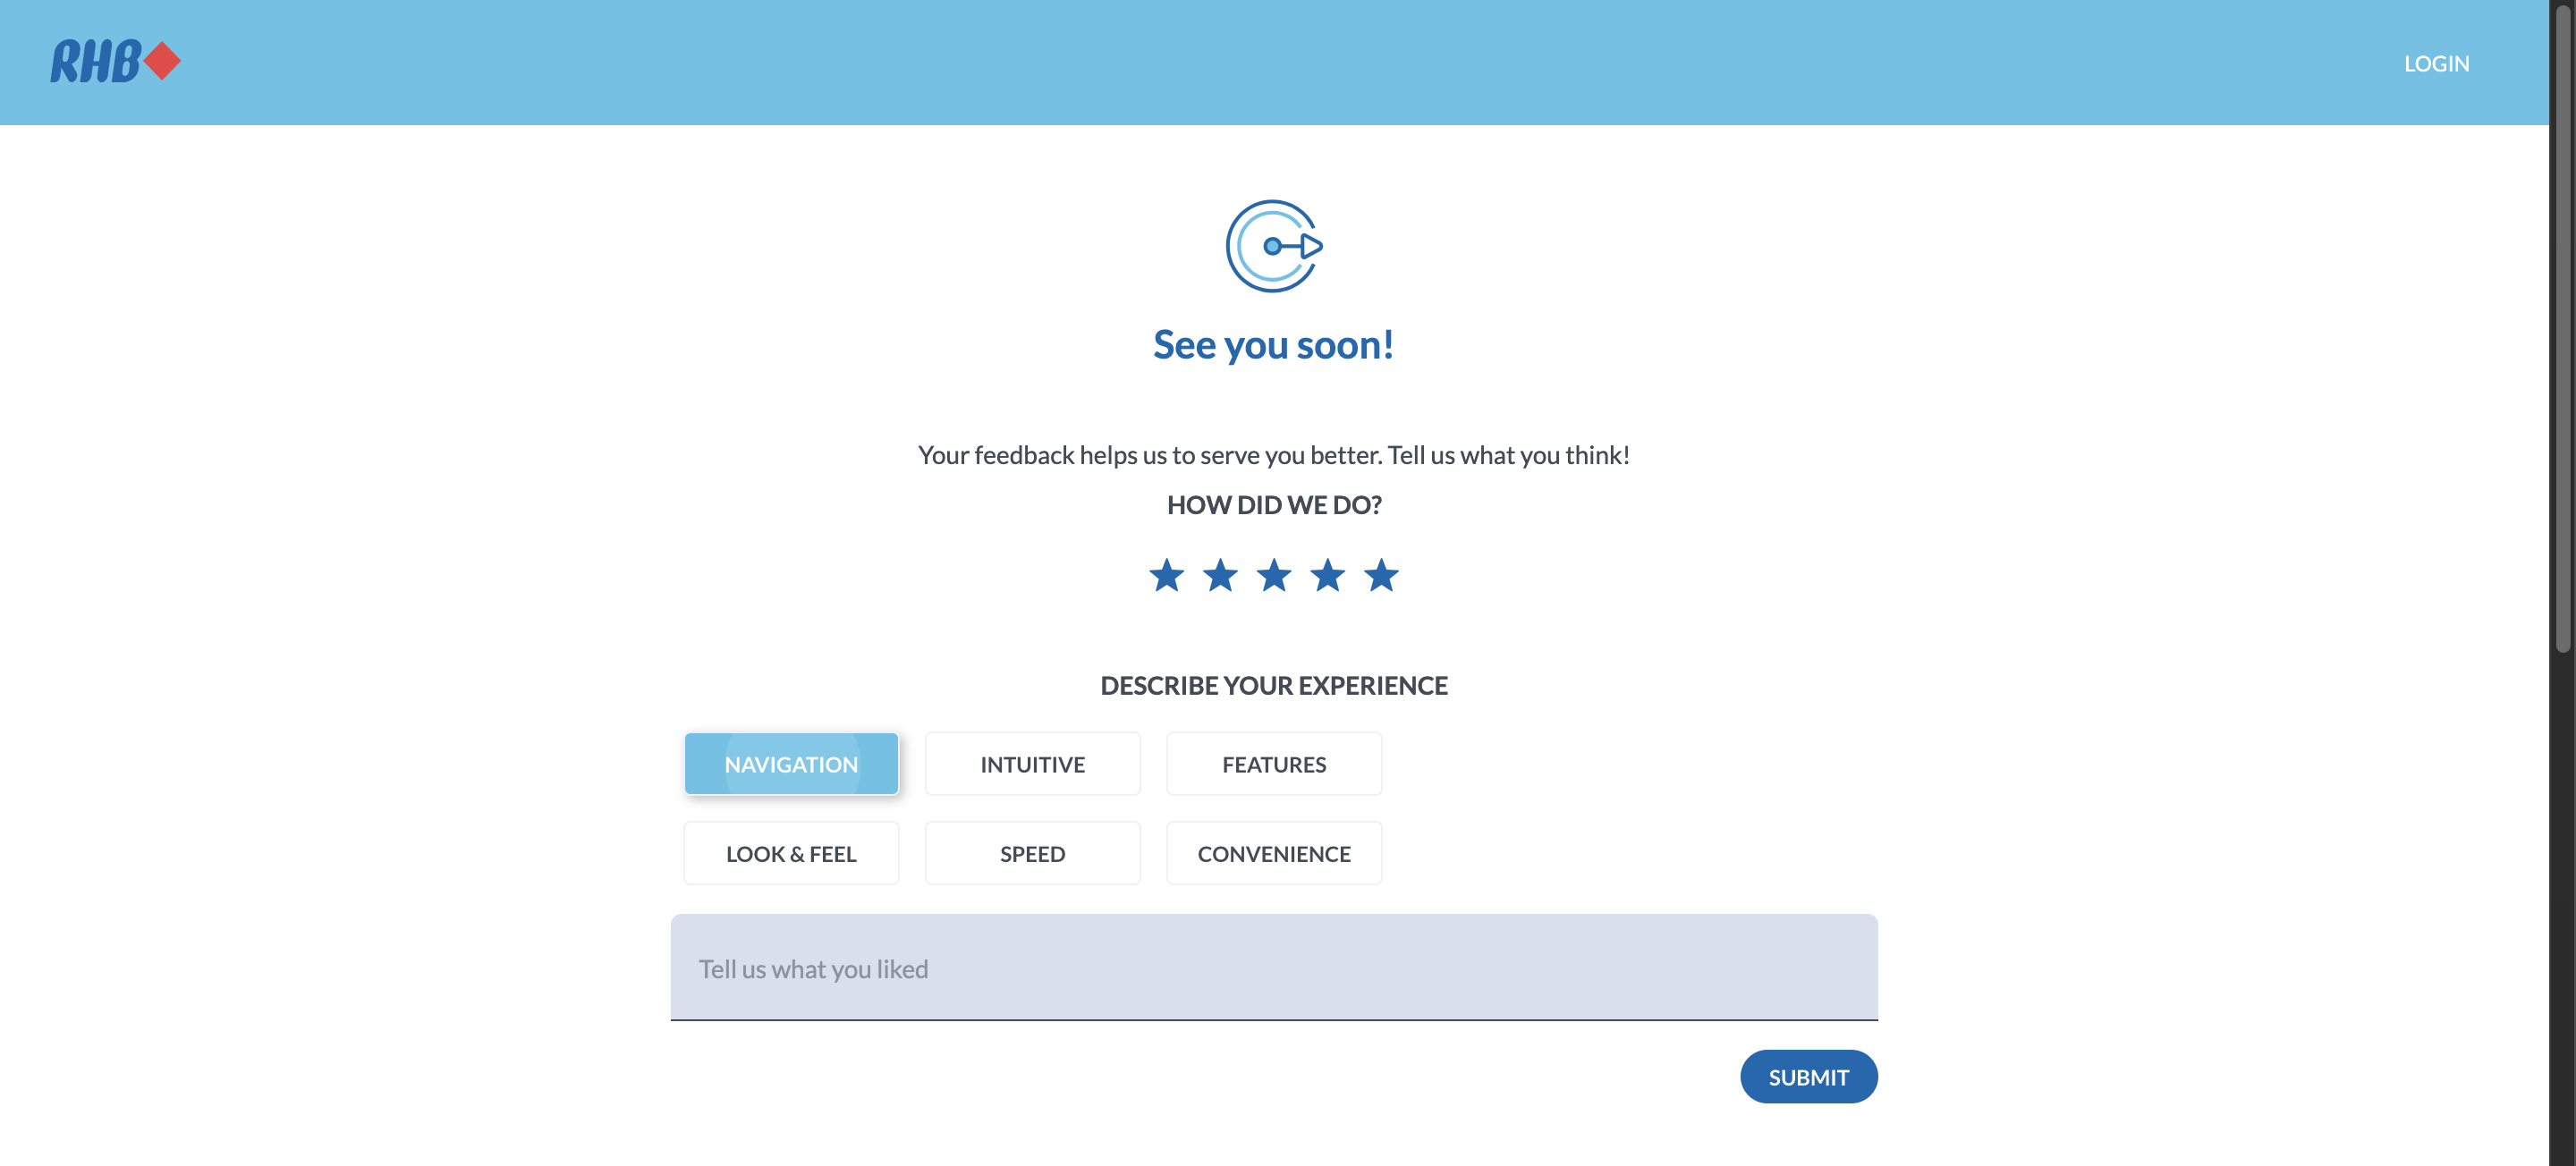 RHB
LOGIN
See you soon!
Your feedback helps us to serve you better. Tell us what you think!
HOW DID WE DO?
DESCRIBE YOUR EXPERIENCE
NAVIGATION
INTUITIVE
FEATURES
LOOK & FEEL
SPEED
CONVENIENCE
Tell us what you liked
SUBMIT